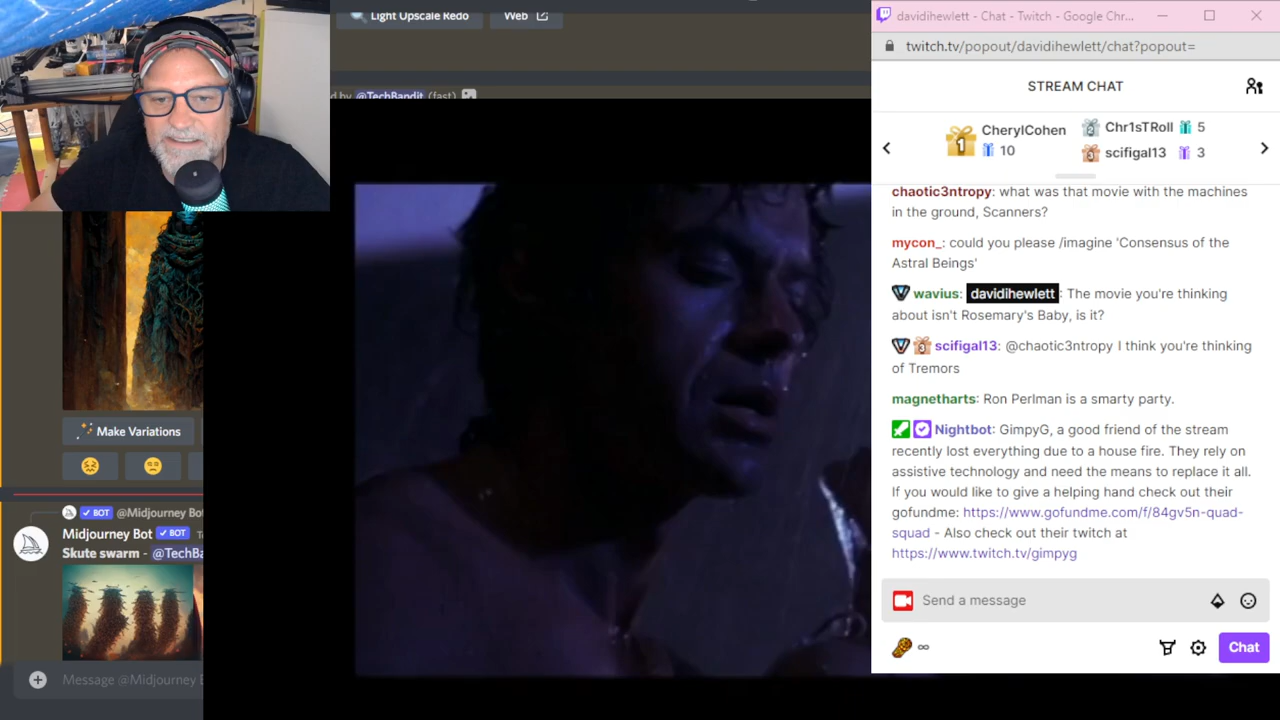 Light Upscale Redo
Web
d by @TechBandit (fast)
Make Variations
BOT @Midjourney Bot
Midjourney Bot ✓ BOT
Skute swarm - @TechBa
Message @Midjourney B
davidihewlett - Chat - Twitch - Google Chr...
twitch.tv/popout/davidihewlett/chat?popout=
STREAM CHAT
1 CherylCohen
10
2 Chr1sTRoll 5
3 scifigal13 3
chaotic3ntropy: what was that movie with the machines
in the ground, Scanners?
mycon_: could you please /imagine 'Consensus of the
Astral Beings'
wavius: davidihewlett: The movie you're thinking
about isn't Rosemary's Baby, is it?
3 scifigal13: @chaotic3ntropy I think you're thinking
of Tremors
magnetharts: Ron Perlman is a smarty party.
Nightbot: GimpyG, a good friend of the stream
recently lost everything due to a house fire. They rely on
assistive technology and need the means to replace it all.
If you would like to give a helping hand check out their
gofundme: https://www.gofundme.com/f/84gv5n-quad-
squad - Also check out their twitch at
https://www.twitch.tv/gimpyg
Send a message
∞
Chat